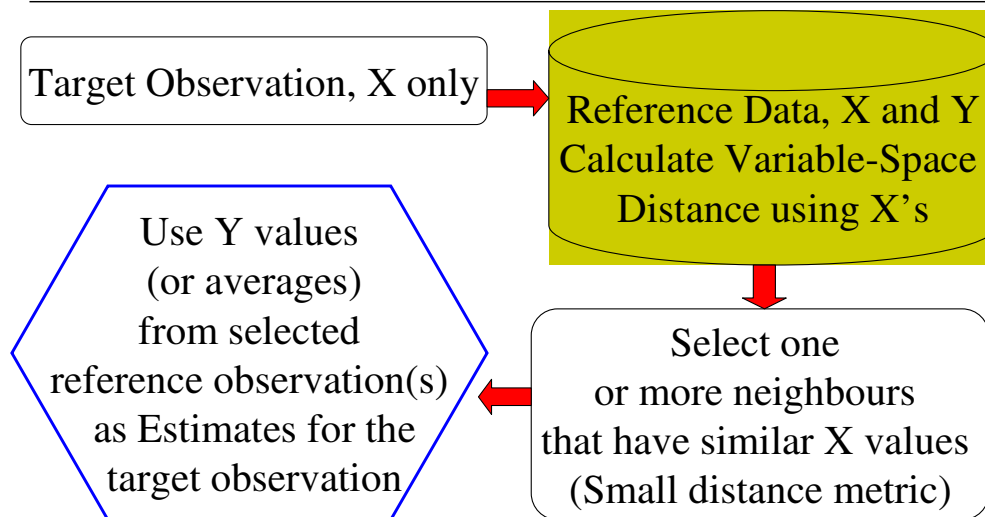 Target Observation, X only
Reference Data, X and Y
Calculate Variable-Space
Distance using X's
Select one
or more neighbours
that have similar X values
(Small distance metric)
Use Y values
(or averages)
from selected
reference observation(s)
as Estimates for the
target observation